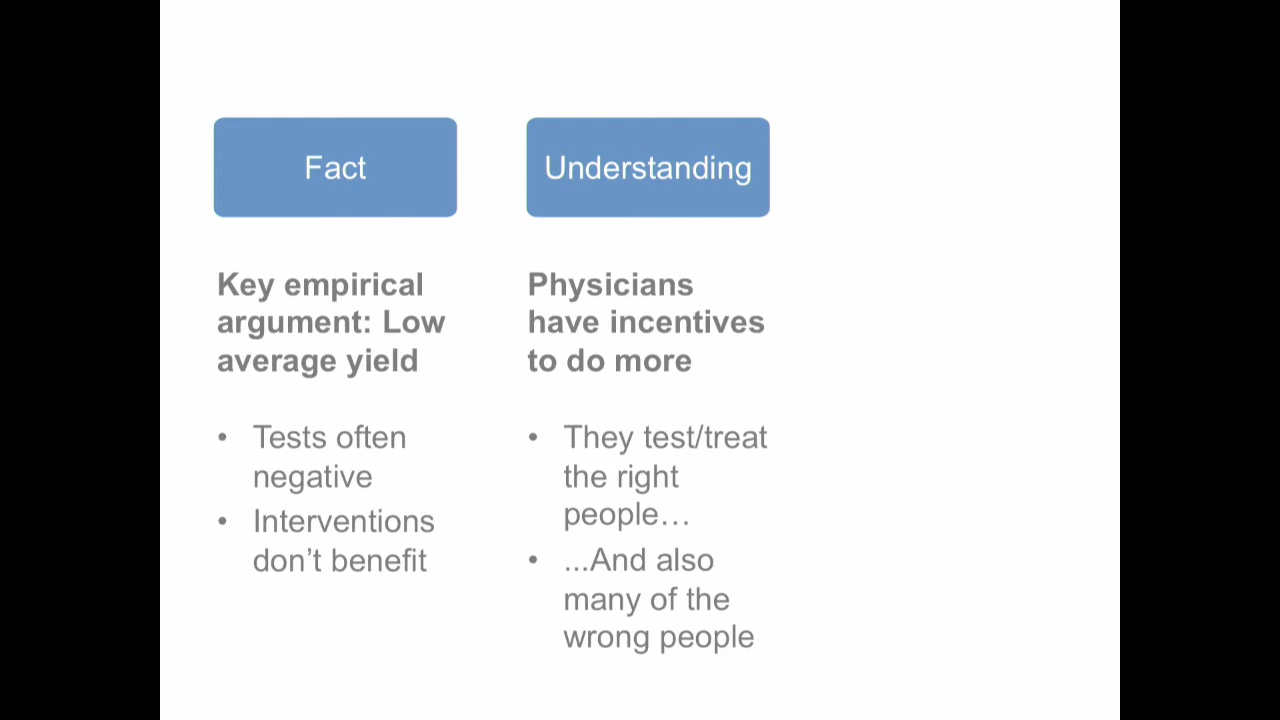 Fact
Key empirical
argument: Low
average yield
• Tests often
negative
• Interventions
don’t benefit
Understanding
Physicians
have incentives
to do more
• They test/treat
the right
people…
• ...And also
many of the
wrong people